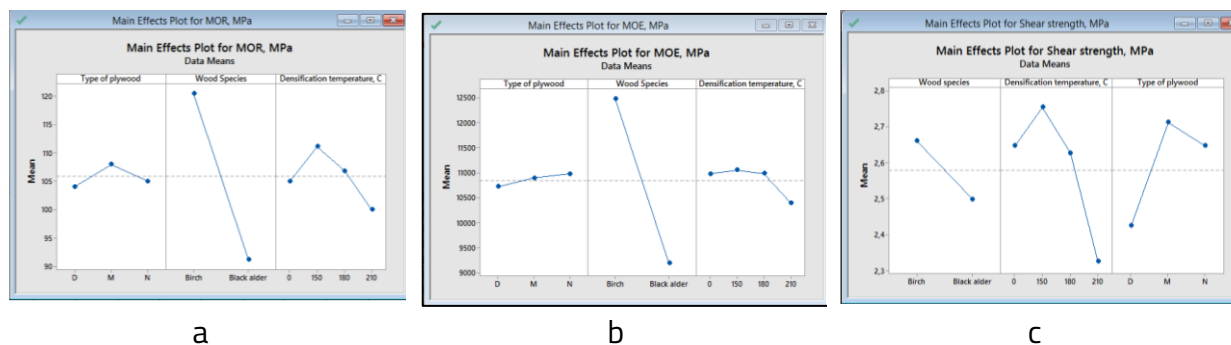 Main Effects Plot for MOR, MPa
Main Effects Plot for MOR, MPa
Data Means
Type of plywood Wood Species Densification temperature, C
120
115
110
105
100
95
90
Mean
D M N Birch Black alder 0 150 180 210
a
Main Effects Plot for MOE, MPa
Main Effects Plot for MOE, MPa
Data Means
Type of plywood Wood Species Densification temperature, C
12500
12000
11500
11000
10500
10000
9500
9000
Mean
D M N Birch Black alder 0 150 180 210
b
Main Effects Plot for Shear strength, MPa
Main Effects Plot for Shear strength, MPa
Data Means
Wood species Densification temperature, C Type of plywood
2,8
2,7
2,6
2,5
2,4
2,3
Mean
Birch Black alder 0 150 180 210 D M N
c